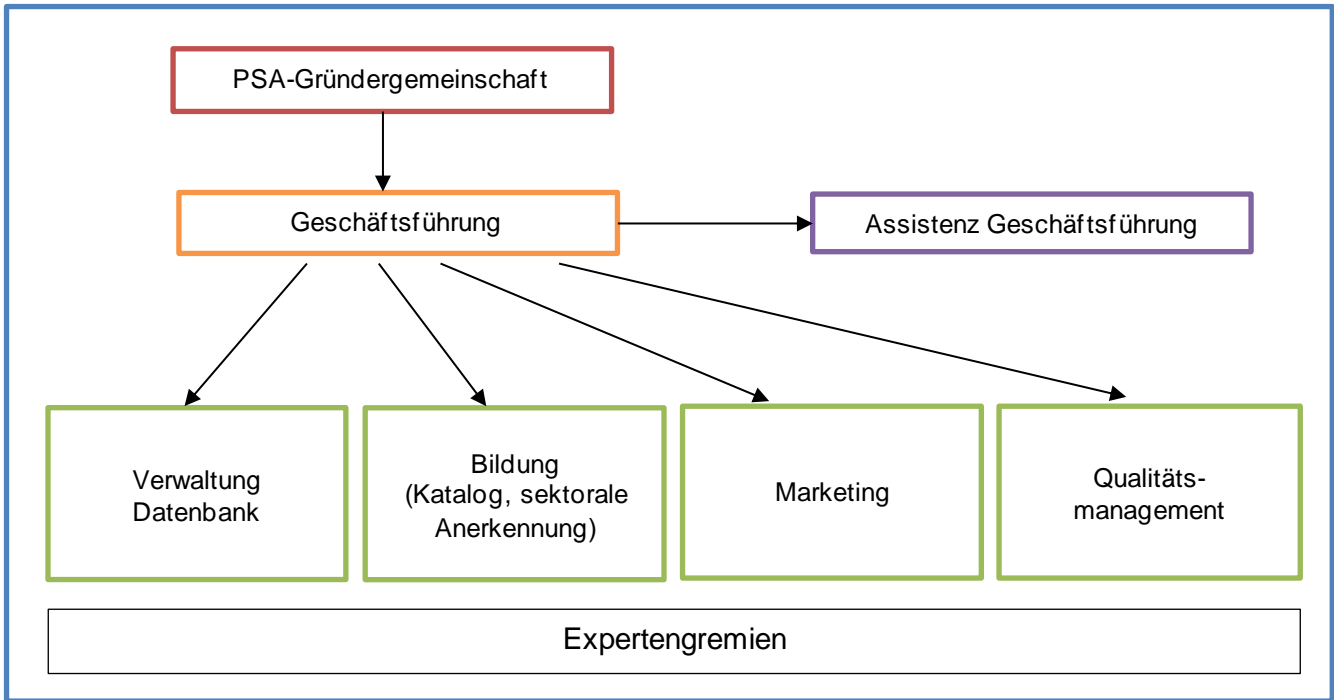 PSA-Gründergemeinschaft
Geschäftsführung
Assistenz Geschäftsführung
Verwaltung
Datenbank
Bildung
(Katalog, sektorale
Anerkennung)
Marketing
Qualitäts-
management
Expertengremien